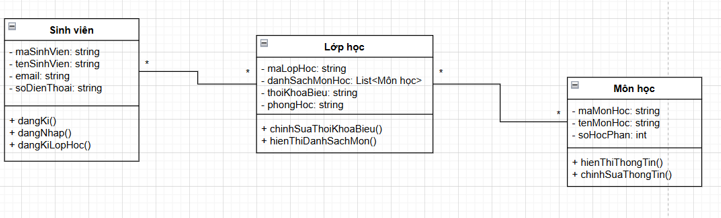 Sinh viên
- maSinhVien: string
- tenSinhVien: string
- email: string
- soDienThoai: string
+ dangKi()
+ dangNhap()
+ dangKiLopHoc()
*
*
Lớp học
- maLopHoc: string
- danhSachMonHoc: List<Môn học>
- thoiKhoaBieu: string
- phongHoc: string
+ chinhSuaThoiKhoaBieu()
+ hienThiDanhSachMon()
*
*
Môn học
- maMonHoc: string
- tenMonHoc: string
- soHocPhan: int
+ hienThiThongTin()
+ chinhSuaThongTin()